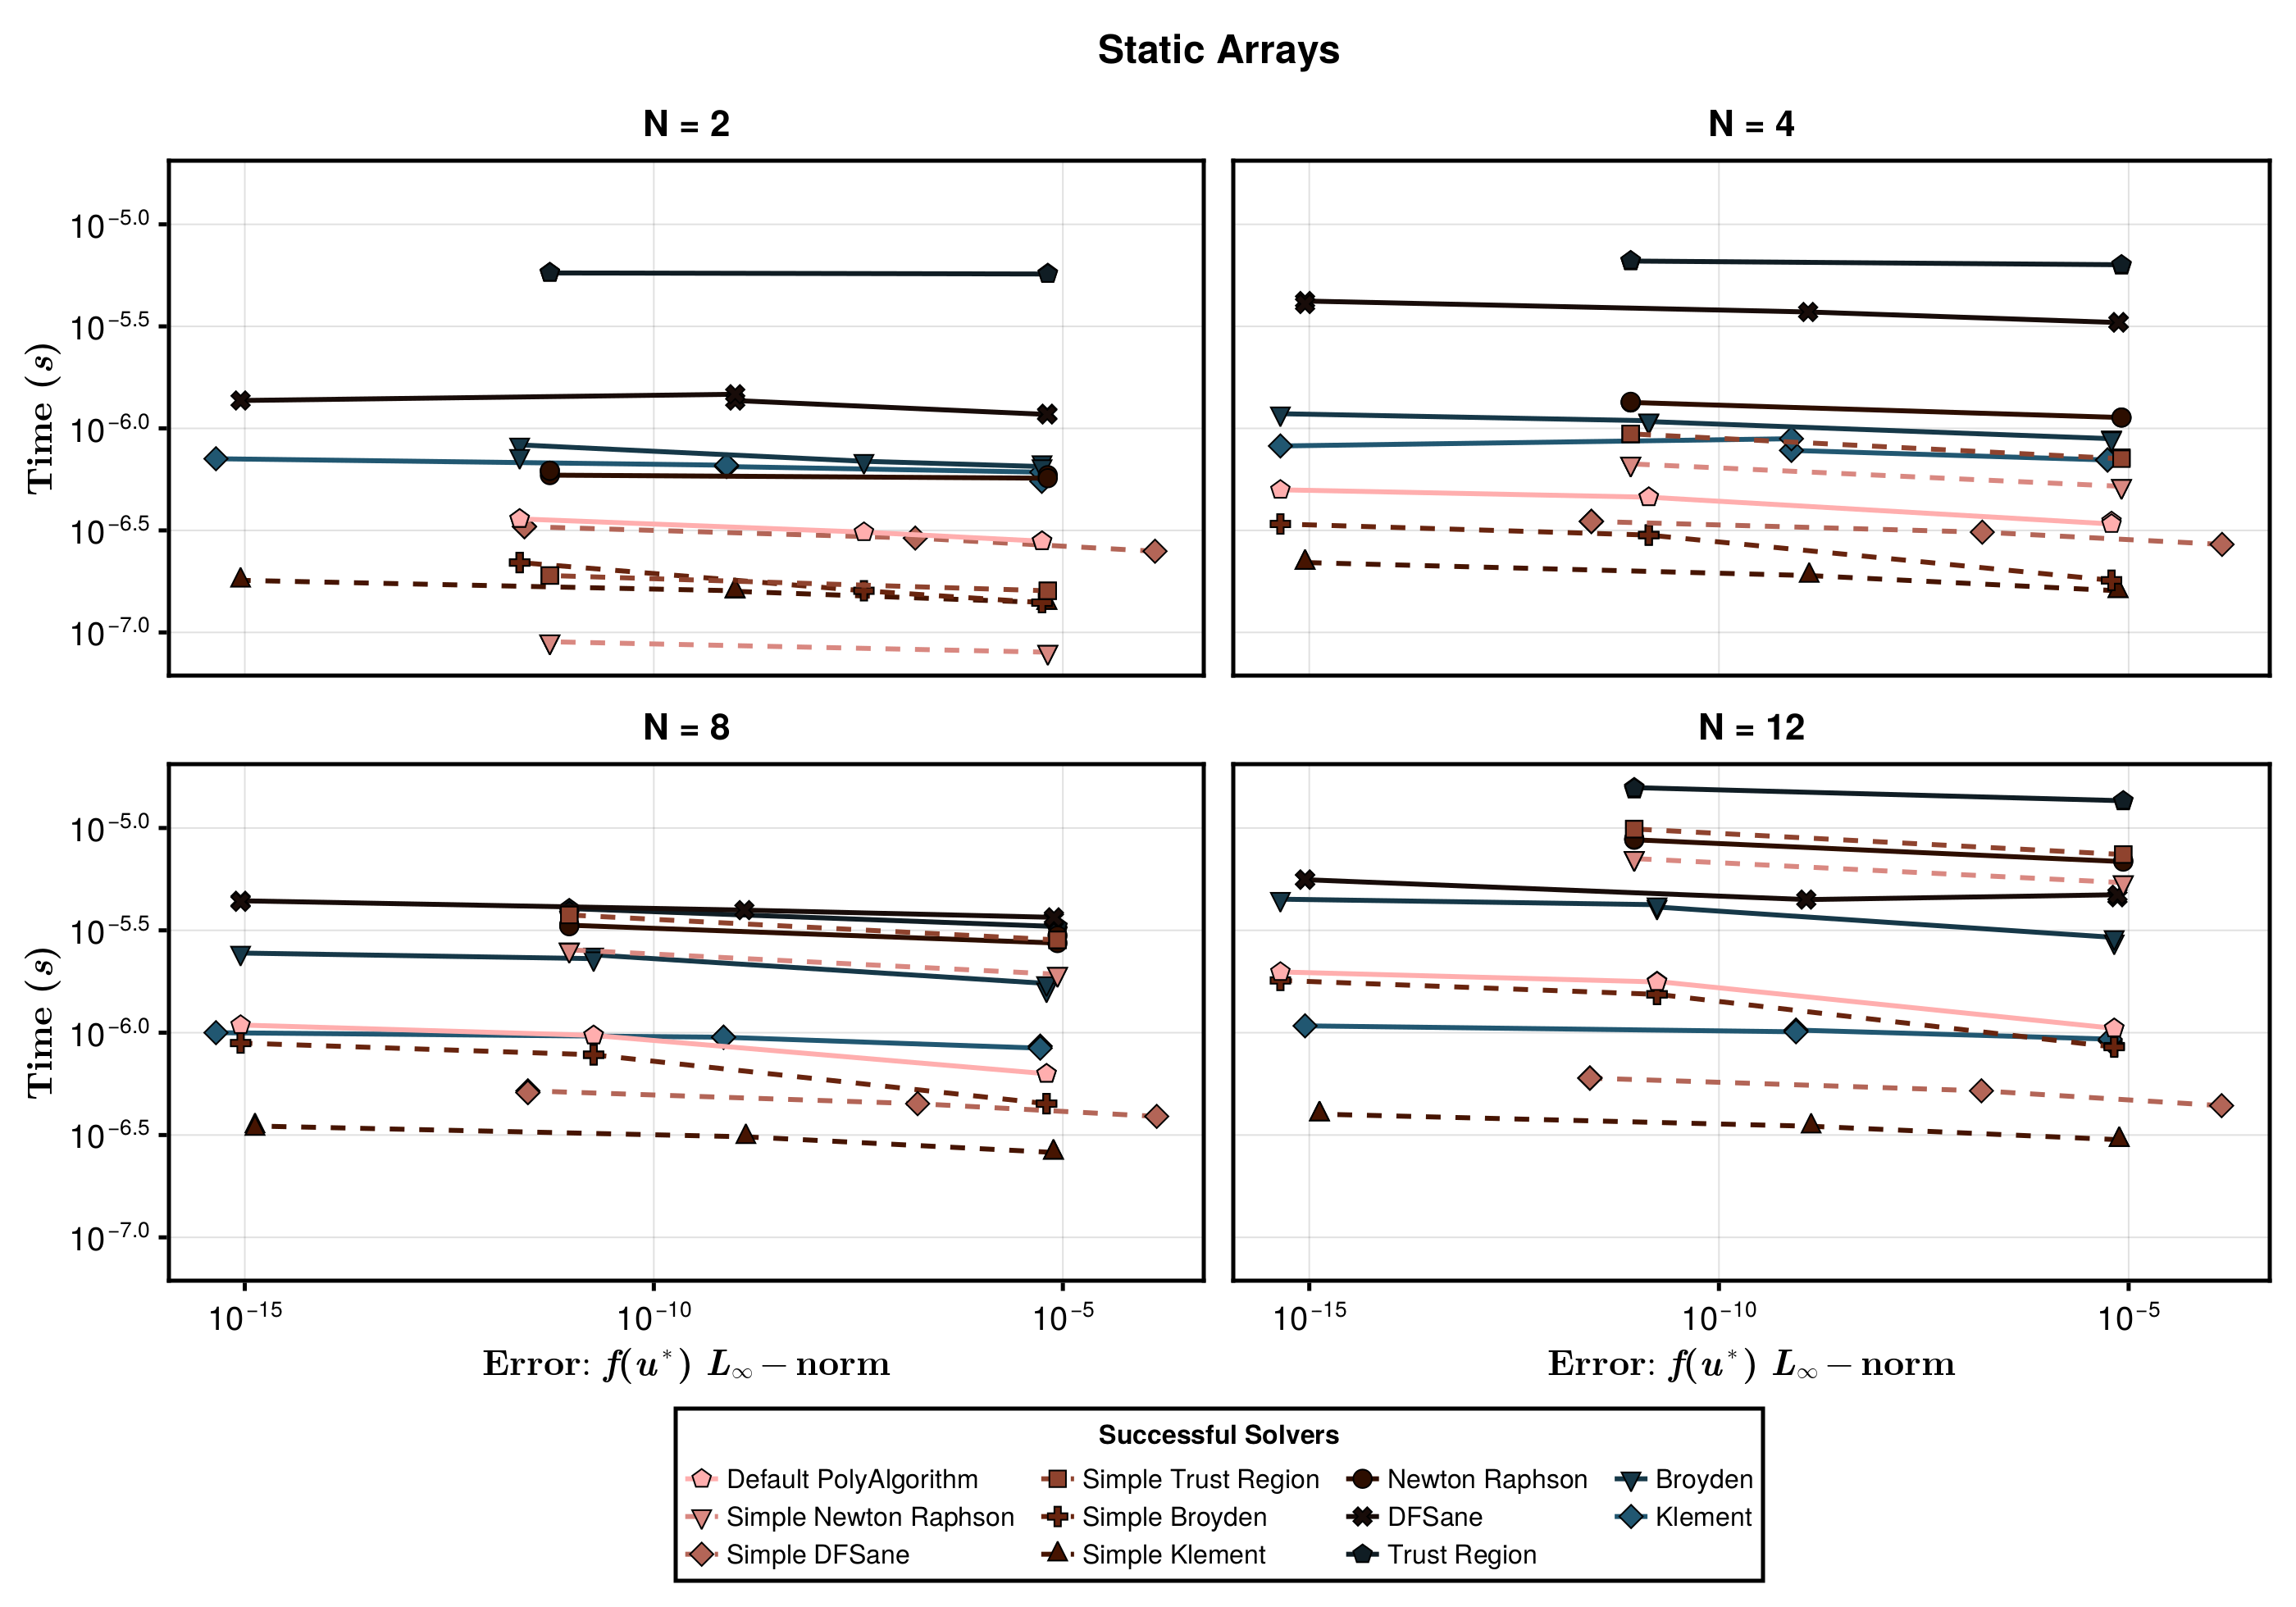 Static Arrays
N = 2
N = 4
10^−5.0
10^−5.5
10^−6.0
10^−6.5
10^−7.0
Time (s)
N = 8
N = 12
10^−5.0
10^−5.5
10^−6.0
10^−6.5
10^−7.0
Time (s)
10^−15 10^−10 10^−5
10^−15 10^−10 10^−5
Error: f(u*) L∞ − norm
Error: f(u*) L∞ − norm
Successful Solvers
Default PolyAlgorithm Simple Trust Region Newton Raphson Broyden
Simple Newton Raphson Simple Broyden DFSane Klement
Simple DFSane Simple Klement Trust Region